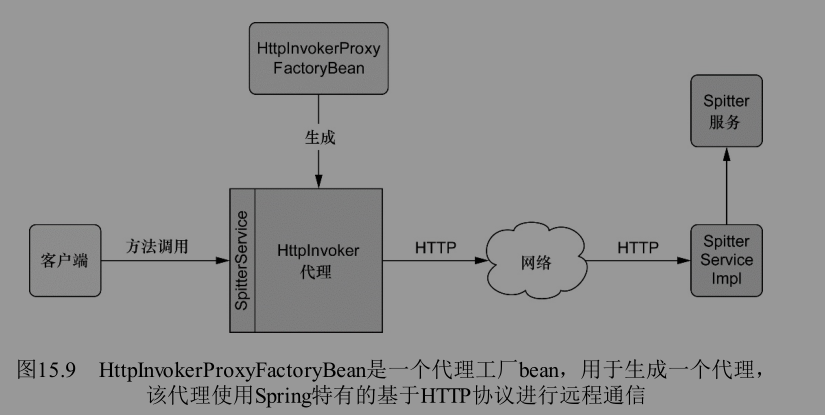 HttpInvokerProxy
FactoryBean
生成
Spitter
服务
客户端
方法调用
SpitterService
HttpInvoker
代理
HTTP
网络
HTTP
Spitter
Service
Impl
图15.9 HttpInvokerProxyFactoryBean是一个代理工厂bean，用于生成一个代理，
该代理使用Spring特有的基于HTTP协议进行远程通信